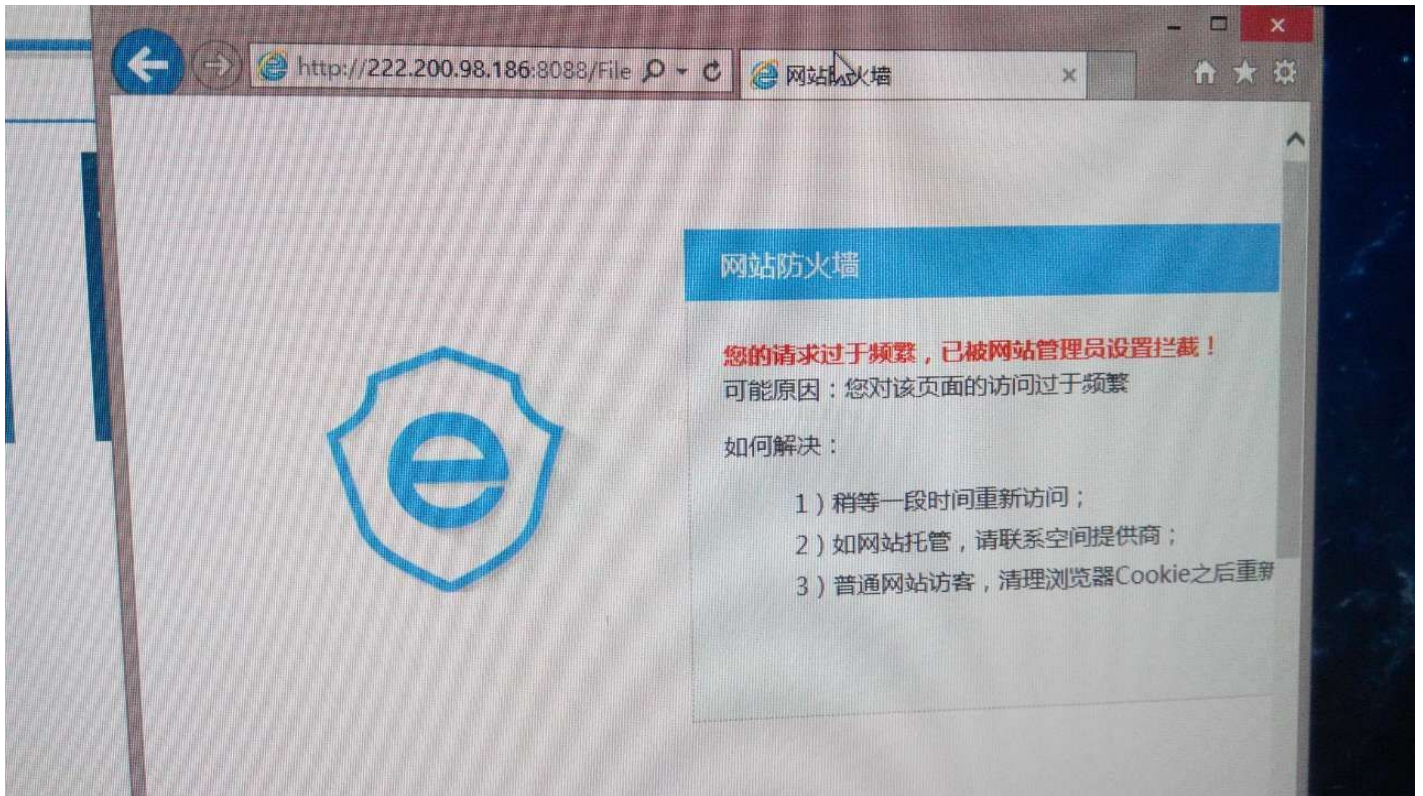 http://222.200.98.186:8088/File
网站防火墙
网站防火墙
您的请求过于频繁，已被网站管理员设置拦截！
可能原因：您对该页面的访问过于频繁
如何解决：
1）稍等一段时间重新访问；
2）如网站托管，请联系空间提供商；
3）普通网站访客，清理浏览器Cookie之后重新